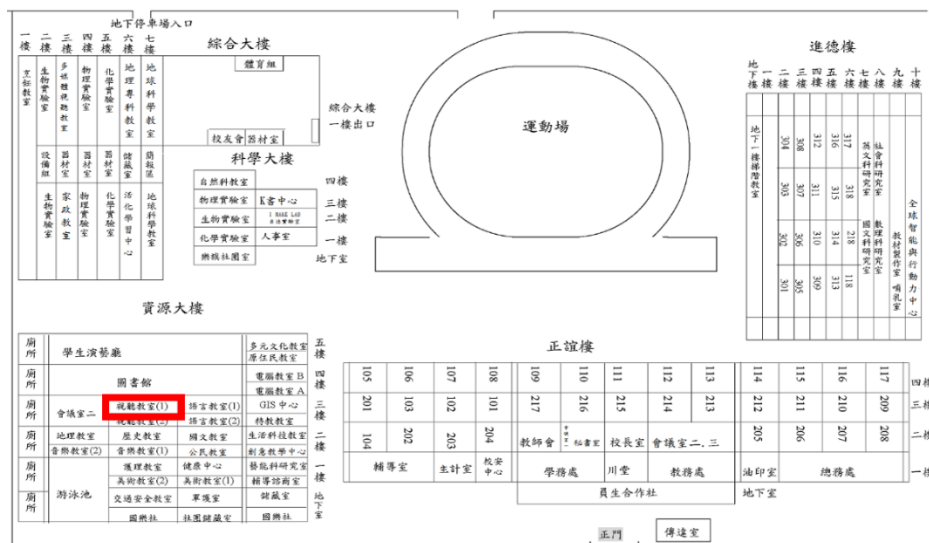 地下停車場入口
一樓 二樓 三樓 四樓 五樓 六樓 七樓
烹飪教室 生物實驗室 多媒體視聽教室 物理實驗室 化學實驗室 地理專科教室 地球科學教室
設備組 器材室 器材室 器材室 儲藏室 簡報區
生物實驗室 家政教室 物理實驗室 化學實驗室 活化學習中心 地球科學教室
綜合大樓
體育組
校友會 器材室
綜合大樓
一樓出口
科學大樓
自然科教室 四樓
物理實驗室 K書中心 三樓
生物實驗室 I MAKE LAB 二樓
化學實驗室 人事室 一樓
樂旗社團室 地下室
運動場
進德樓
地下樓 一樓 二樓 三樓 四樓 五樓 六樓 七樓 八樓 九樓 十樓
地下一樓階梯教室
304 308 312 316 317 英文科研究室 社會科研究室
303 307 311 315 318
302 306 310 314 218 國文科研究室 數理科研究室
301 305 309 313 118
教材製作室 哺乳室
全球智能與行動力中心
資源大樓
廁所 學生演藝廳 多元文化教室 五樓
原住民教室
廁所 圖書館 電腦教室B 四樓
電腦教室A
廁所 會議室二 視聽教室(1) 語言教室(1) GIS中心 三樓
視聽教室(2) 語言教室(2) 特教教室
廁所 地理教室 歷史教室 國文教室 生活科技教室 二樓
音樂教室(2) 音樂教室(1) 公民教室 創意教學中心
廁所 游泳池 護理教室 健康中心 藝能科研究室 一樓
美術教室(2) 美術教室(1) 輔導諮商室
廁所 交通安全教室 軍護室 儲藏室 地下室
國樂社 社團儲藏室 國樂社
正誼樓
105 106 107 108 109 110 111 112 113 114 115 116 117 四樓
201 103 102 101 217 216 215 214 213 212 211 210 209 三樓
104 202 203 204 教師會 秘書室 校長室 會議室二.三 205 206 207 208 二樓
輔導室 主計室 校安中心 學務處 川堂 教務處 油印室 總務處 一樓
員生合作社 地下室
正門 傳達室